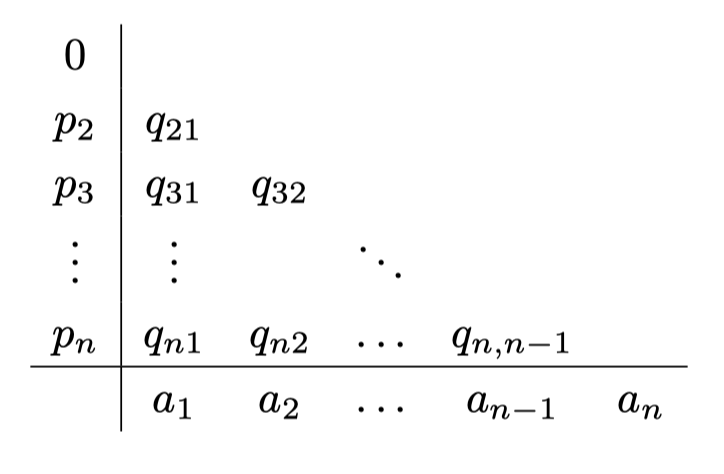 0
p₂ q₂₁
p₃ q₃₁ q₃₂
⋮ ⋮ ⋱
pₙ qₙ₁ qₙ₂ … qₙ,ₙ₋₁
a₁ a₂ … aₙ₋₁ aₙ